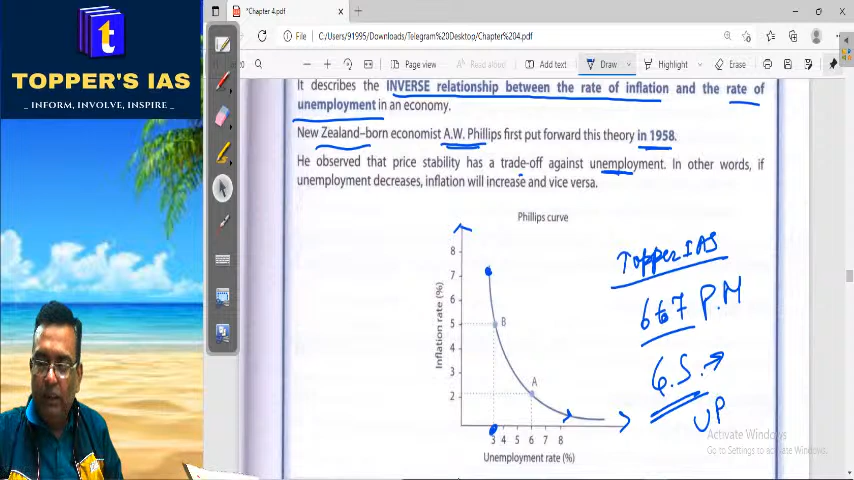 *Chapter 4.pdf
File
C:/Users/91995/Downloads/Telegram%20Desktop/Chapter%204.pdf
Page view
Read aloud
Add text
Draw
Highlight
Erase
t
TOPPER'S IAS
_ INFORM, INVOLVE, INSPIRE _
It describes the INVERSE relationship between the rate of inflation and the rate of
unemployment in an economy.
New Zealand–born economist A.W. Phillips first put forward this theory in 1958.
He observed that price stability has a trade-off against unemployment. In other words, if
unemployment decreases, inflation will increase and vice versa.
Phillips curve
8
7
6
5
4
3
2
Inflation rate (%)
B
A
3 4 5 6 7 8
Unemployment rate (%)
Topper IAS
6 to 7 P.M
G.S. →
UP
Activate Windows
Go to Settings to activate Windows.